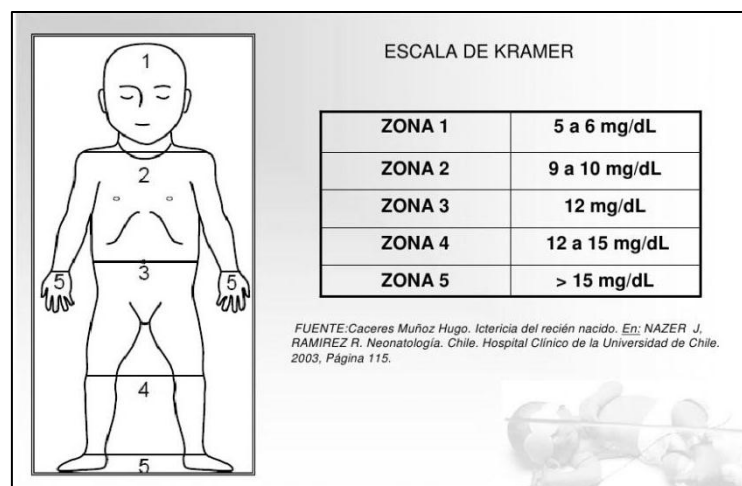 ESCALA DE KRAMER
1
2
3
4
5
5
5
ZONA 1 5 a 6 mg/dL
ZONA 2 9 a 10 mg/dL
ZONA 3 12 mg/dL
ZONA 4 12 a 15 mg/dL
ZONA 5 > 15 mg/dL
FUENTE:Caceres Muñoz Hugo. Ictericia del recién nacido. En: NAZER J,
RAMIREZ R. Neonatología. Chile. Hospital Clínico de la Universidad de Chile.
2003, Página 115.